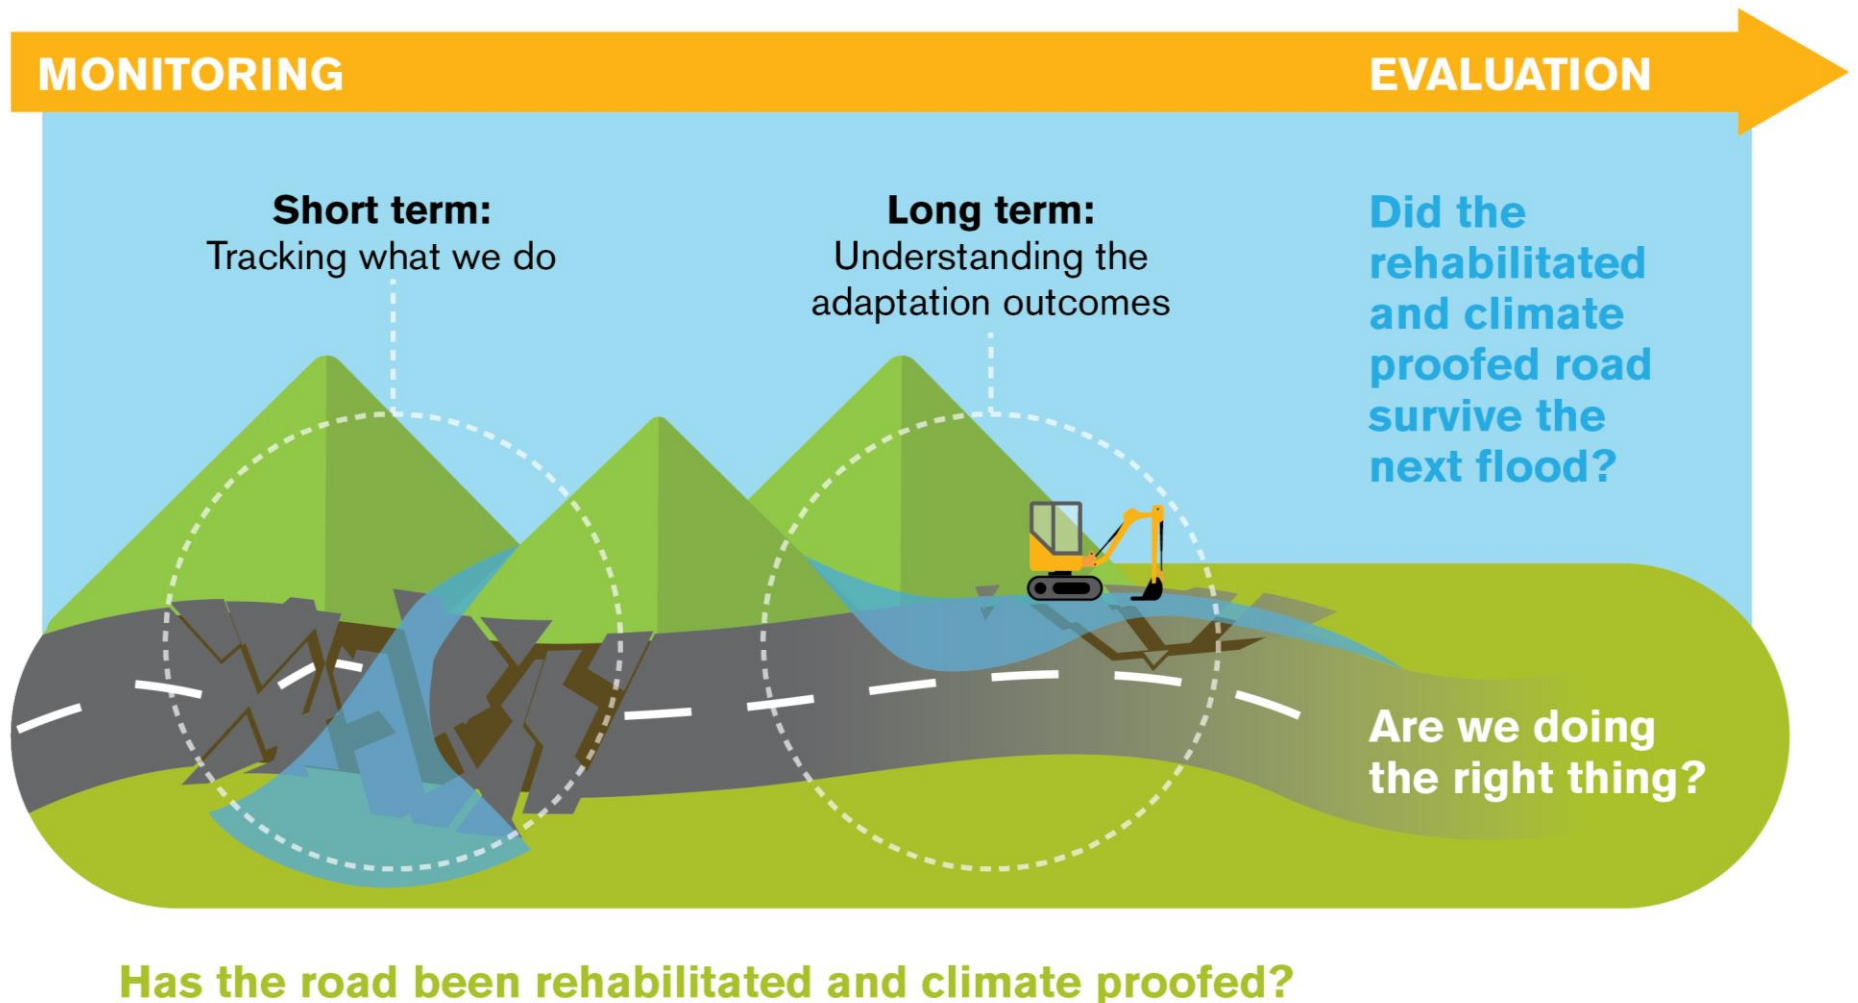 MONITORING
EVALUATION
Short term:
Tracking what we do
Long term:
Understanding the
adaptation outcomes
Did the
rehabilitated
and climate
proofed road
survive the
next flood?
Are we doing
the right thing?
Has the road been rehabilitated and climate proofed?